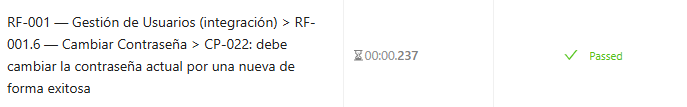 RF-001 — Gestión de Usuarios (integración) > RF-
001.6 — Cambiar Contraseña > CP-022: debe
cambiar la contraseña actual por una nueva de
forma exitosa
00:00.237
Passed